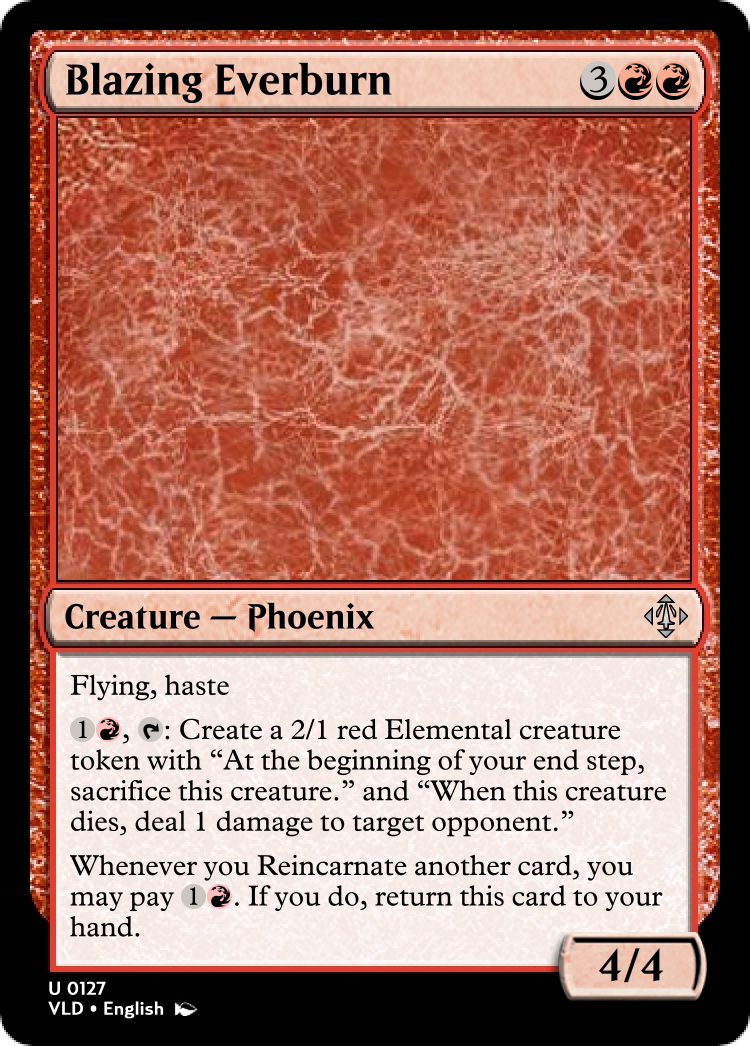 Blazing Everburn 3
Creature — Phoenix
Flying, haste
1 , : Create a 2/1 red Elemental creature
token with “At the beginning of your end step,
sacrifice this creature.” and “When this creature
dies, deal 1 damage to target opponent.”
Whenever you Reincarnate another card, you
may pay 1 . If you do, return this card to your
hand.
4/4
U 0127
VLD • English